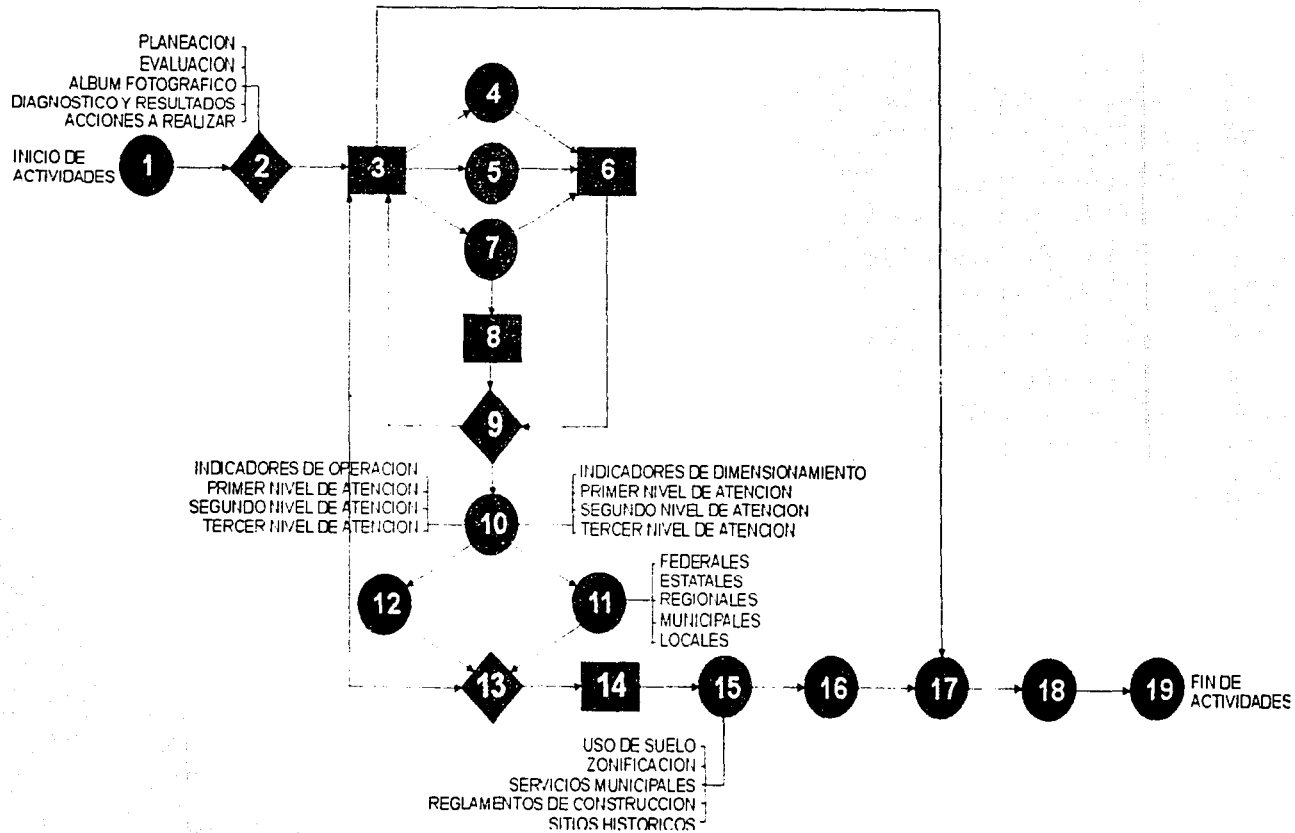 PLANEACION
EVALUACION
ALBUM FOTOGRAFICO
DIAGNOSTICO Y RESULTADOS
ACCIONES A REALIZAR
INICIO DE
ACTIVIDADES
1
2
3
4
5
6
7
8
9
INDICADORES DE OPERACION
PRIMER NIVEL DE ATENCION
SEGUNDO NIVEL DE ATENCION
TERCER NIVEL DE ATENCION
10
INDICADORES DE DIMENSIONAMIENTO
PRIMER NIVEL DE ATENCION
SEGUNDO NIVEL DE ATENCION
TERCER NIVEL DE ATENCION
12
11
FEDERALES
ESTATALES
REGIONALES
MUNICIPALES
LOCALES
13
14
15
16
17
18
19
FIN DE
ACTIVIDADES
USO DE SUELO
ZONIFICACION
SERVICIOS MUNICIPALES
REGLAMENTOS DE CONSTRUCCION
SITIOS HISTORICOS